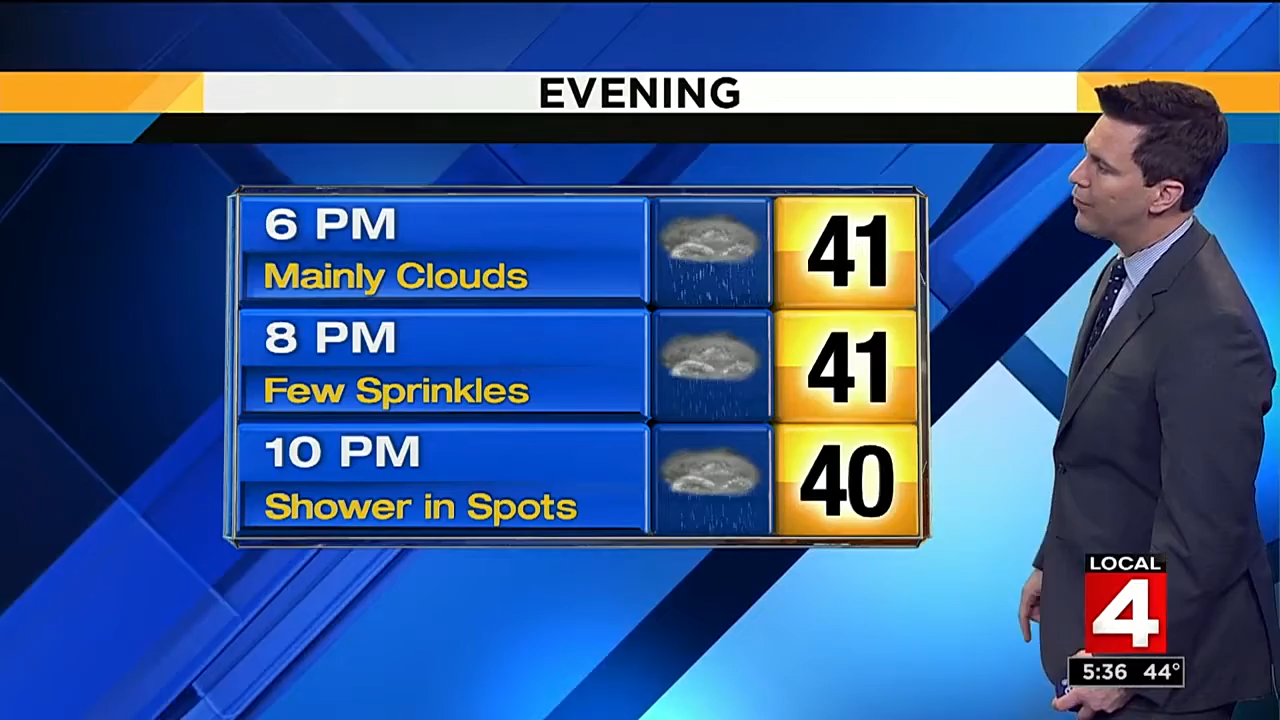 EVENING
6 PM
Mainly Clouds
41
8 PM
Few Sprinkles
41
10 PM
Shower in Spots
40
LOCAL
4
5:36 44°